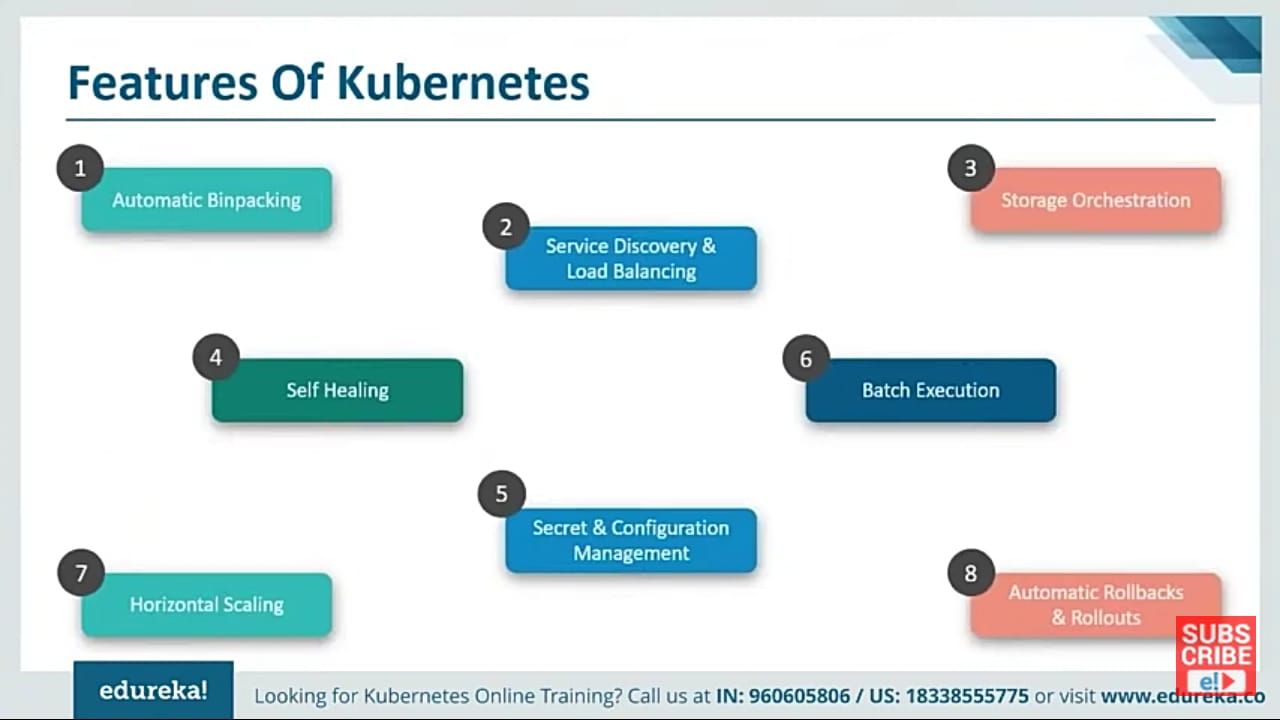 Features Of Kubernetes
1
Automatic Binpacking
2
Service Discovery &
Load Balancing
3
Storage Orchestration
4
Self Healing
5
Secret & Configuration
Management
6
Batch Execution
7
Horizontal Scaling
8
Automatic Rollbacks
& Rollouts
SUBS
CRIBE
e!
edureka!
Looking for Kubernetes Online Training? Call us at IN: 960605806 / US: 18338555775 or visit www.edureka.co